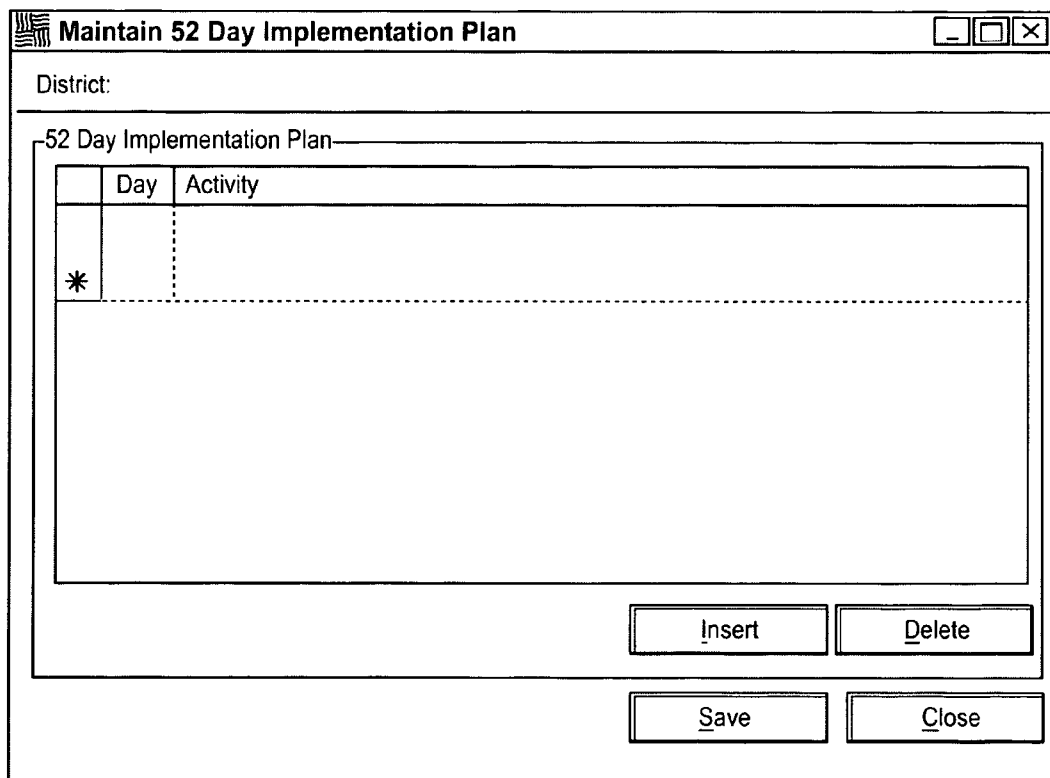 Maintain 52 Day Implementation Plan
District:
52 Day Implementation Plan
Day Activity
*
Insert Delete
Save Close